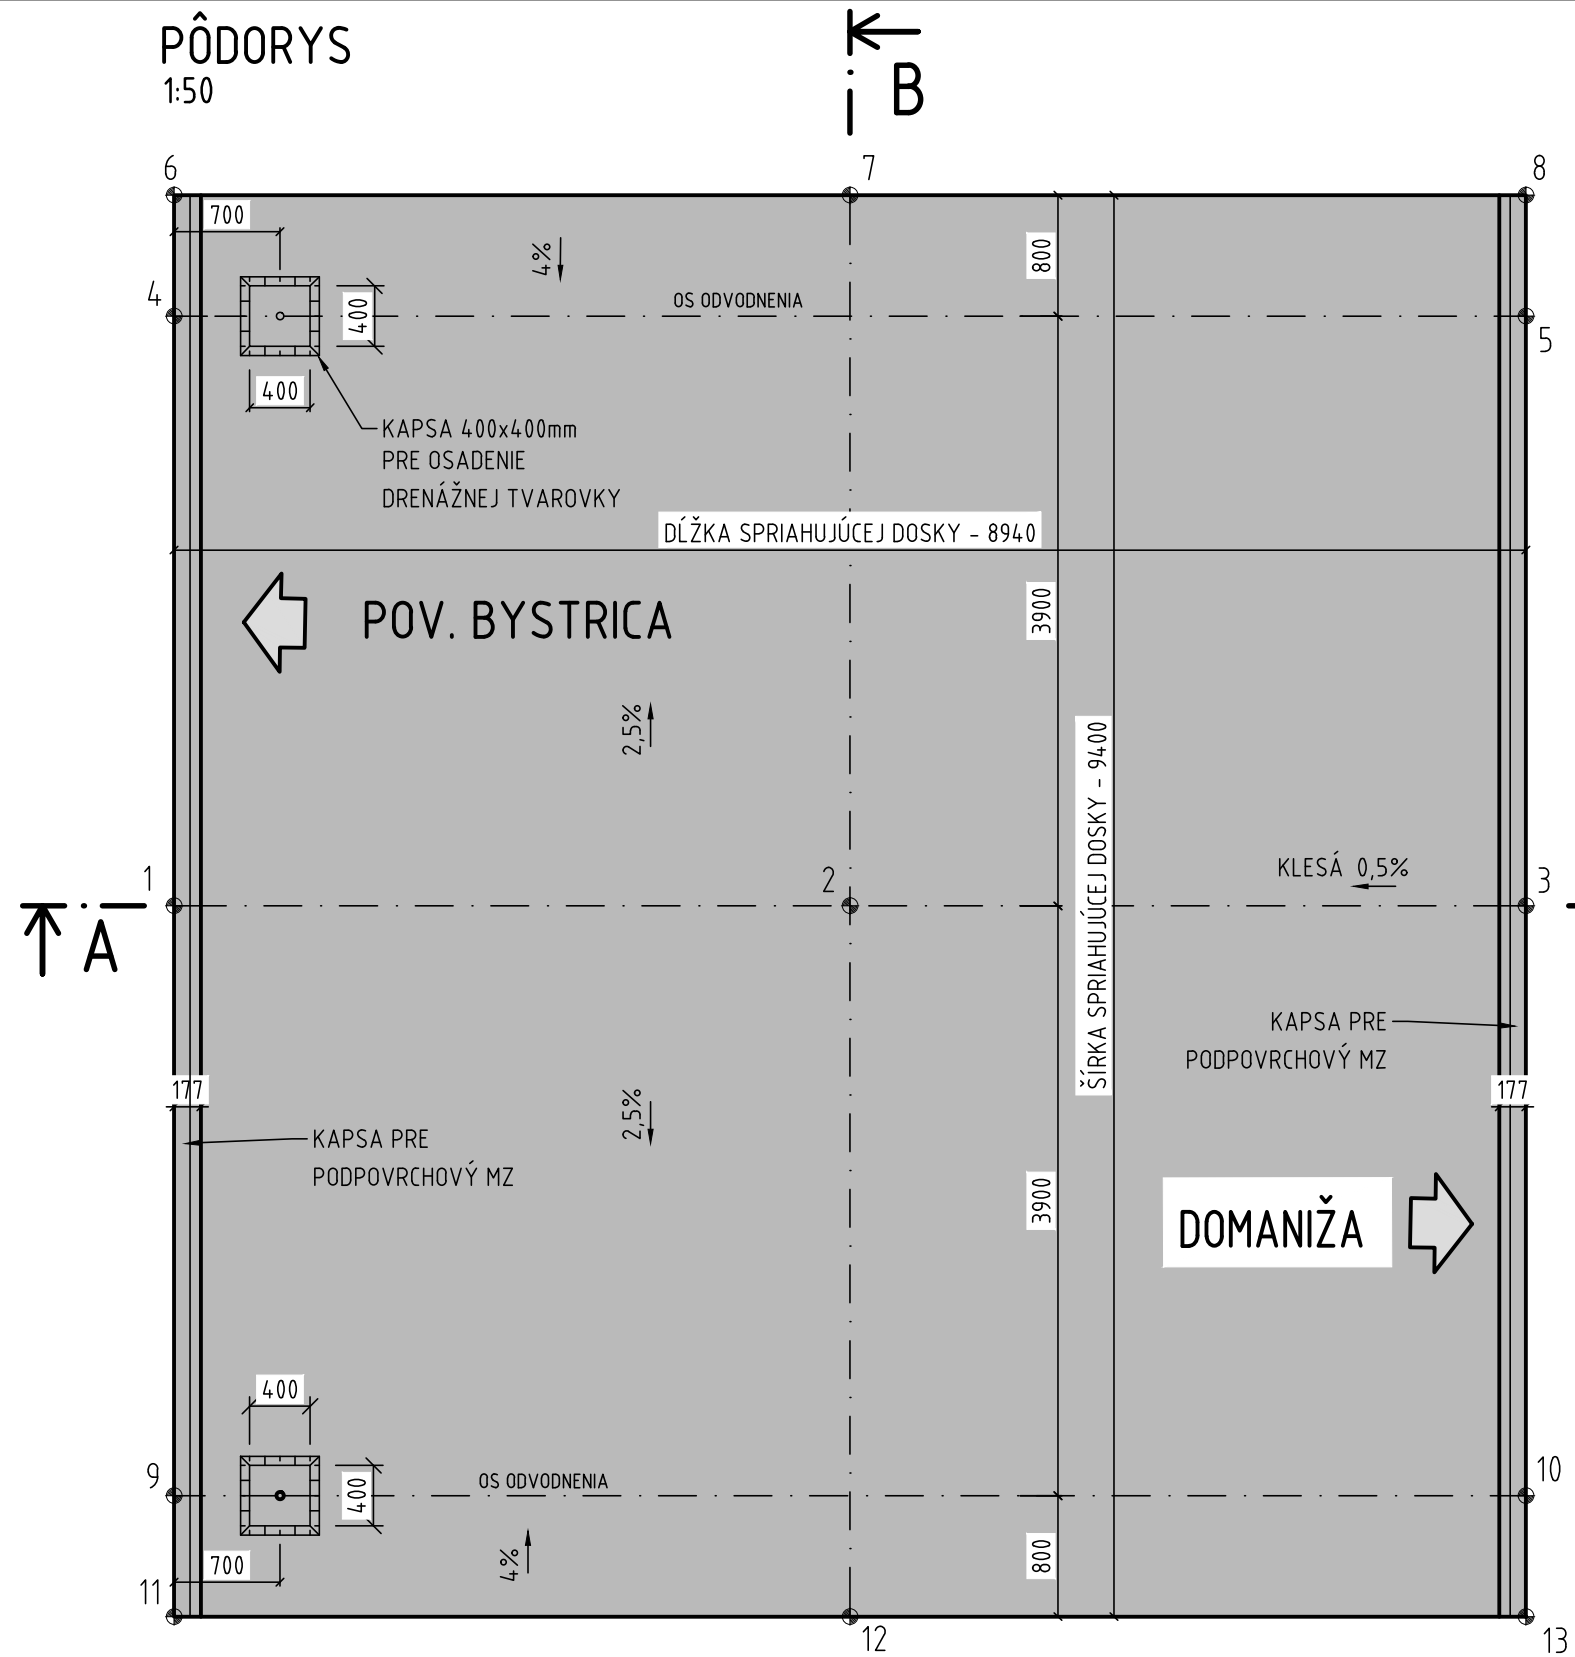 PÔDORYS
1:50
B
6
7
8
700
4%
800
4
OS ODVODNENIA
400
5
400
KAPSA 400x400mm
PRE OSADENIE
DRENÁŽNEJ TVAROVKY
DĹŽKA SPRIAHUJÚCEJ DOSKY - 8940
POV. BYSTRICA
3900
2,5%
ŠÍRKA SPRIAHUJÚCEJ DOSKY - 9400
1
2
KLESÁ 0,5%
3
A
KAPSA PRE
PODPOVRCHOVÝ MZ
177
177
2,5%
KAPSA PRE
PODPOVRCHOVÝ MZ
3900
DOMANIŽA
400
9
OS ODVODNENIA
10
400
4%
800
700
11
12
13